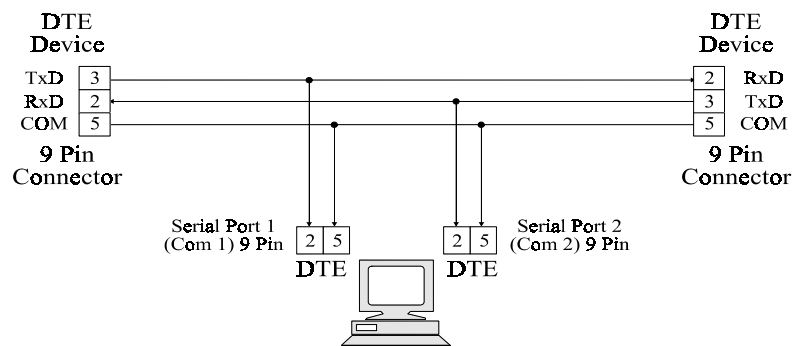 DTE DTE
Device Device
TxD 3 2 RxD
RxD 2 3 TxD
COM 5 5 COM
9 Pin 9 Pin
Connector Connector
Serial Port 1 Serial Port 2
(Com 1) 9 Pin 2 5 2 5 (Com 2) 9 Pin
DTE DTE